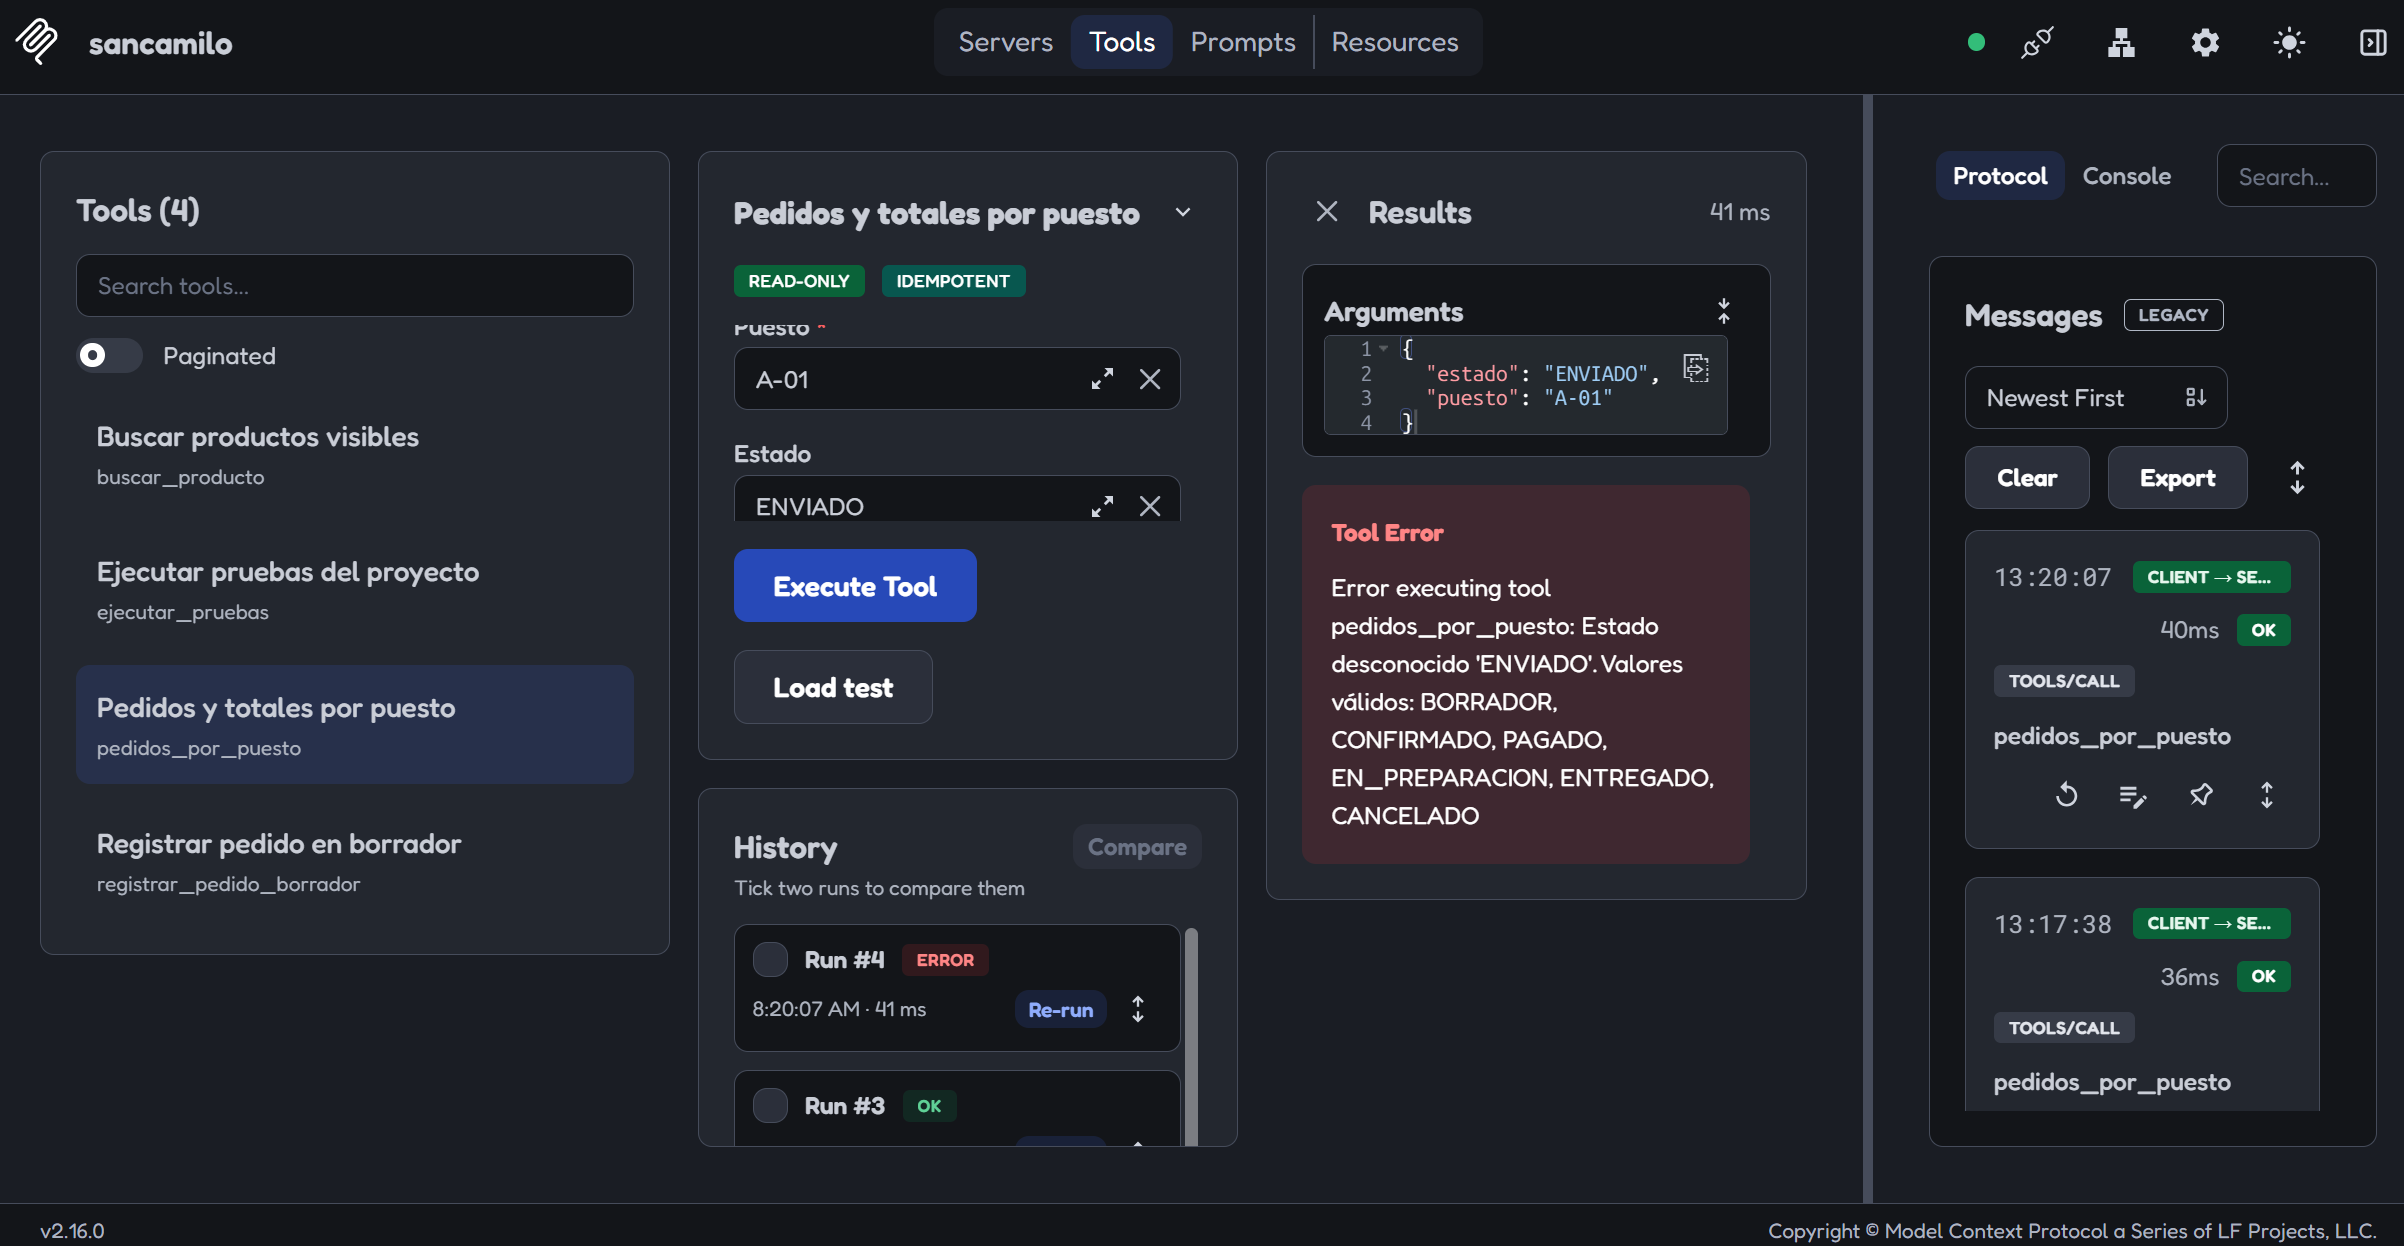 sancamilo
Servers Tools Prompts Resources
Tools (4)
Search tools...
Paginated
Buscar productos visibles
buscar_producto
Ejecutar pruebas del proyecto
ejecutar_pruebas
Pedidos y totales por puesto
pedidos_por_puesto
Registrar pedido en borrador
registrar_pedido_borrador
Pedidos y totales por puesto
READ-ONLY IDEMPOTENT
Puesto *
A-01
Estado
ENVIADO
Execute Tool
Load test
History Compare
Tick two runs to compare them
Run #4 ERROR
8:20:07 AM · 41 ms Re-run
Run #3 OK
Results 41 ms
Arguments
1 {
2 "estado": "ENVIADO",
3 "puesto": "A-01"
4 }
Tool Error
Error executing tool
pedidos_por_puesto: Estado
desconocido 'ENVIADO'. Valores
válidos: BORRADOR,
CONFIRMADO, PAGADO,
EN_PREPARACION, ENTREGADO,
CANCELADO
Protocol Console Search...
Messages LEGACY
Newest First
Clear Export
13:20:07 CLIENT → SE...
40ms OK
TOOLS/CALL
pedidos_por_puesto
13:17:38 CLIENT → SE...
36ms OK
TOOLS/CALL
pedidos_por_puesto
v2.16.0
Copyright © Model Context Protocol a Series of LF Projects, LLC.